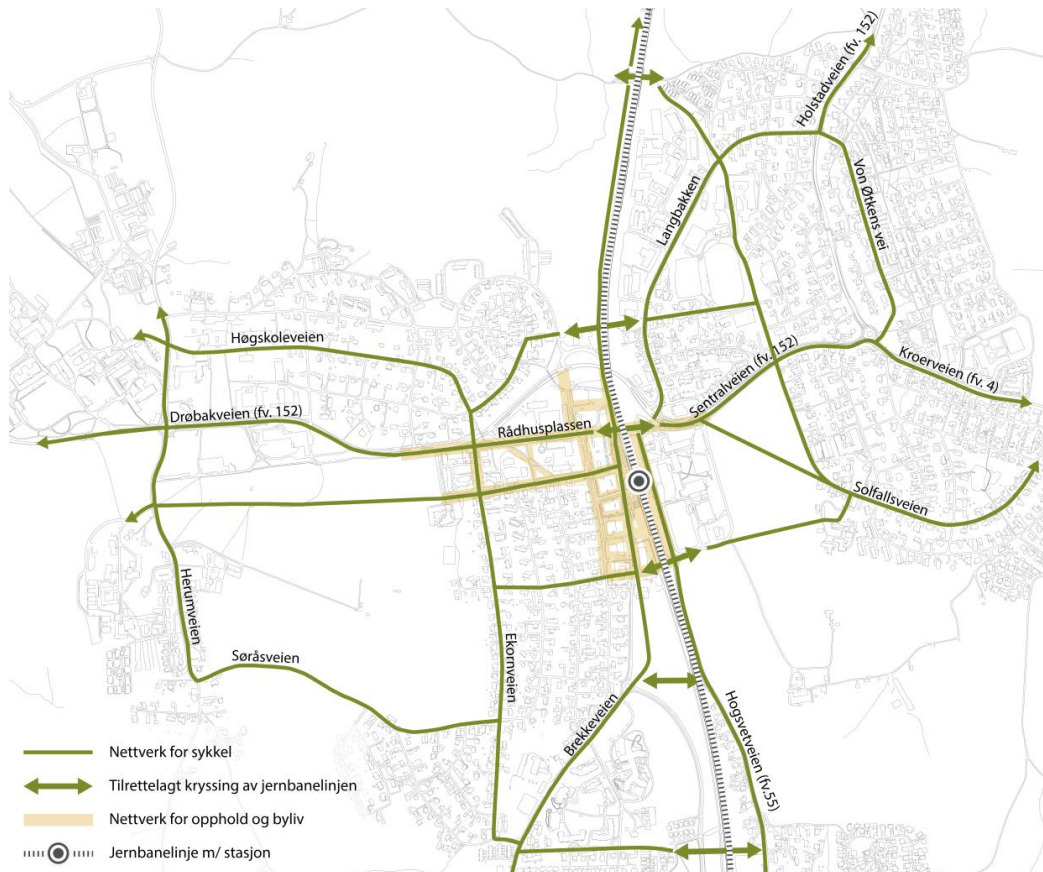 Holstadveien (fv. 152)
Langbakken
Von Øtkens vei
Høgskoleveien
Sentralveien (fv. 152)
Kroerveien (fv. 4)
Drøbakveien (fv. 152)
Rådhusplassen
Solfallsveien
Herumveien
Søråsveien
Ekornveien
Brekkeveien
Hogsvetveien (fv.55)
Nettverk for sykkel
Tilrettelagt kryssing av jernbanelinjen
Nettverk for opphold og byliv
Jernbanelinje m/ stasjon